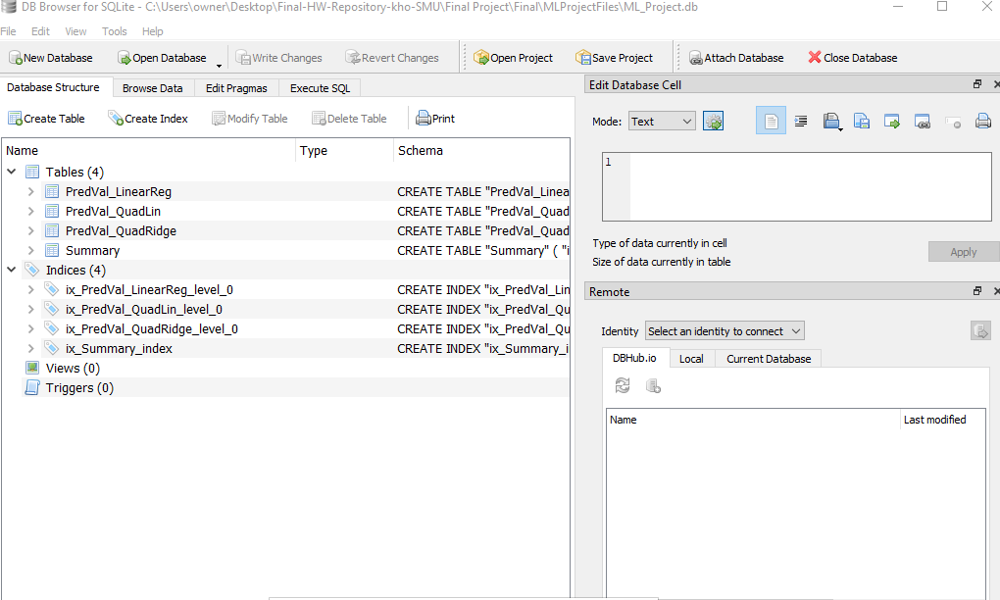 DB Browser for SQLite - C:\Users\owner\Desktop\Final-HW-Repository-kho-SMU\Final Project\Final\MLProjectFiles\ML_Project.db
File Edit View Tools Help
New Database Open Database Write Changes Revert Changes Open Project Save Project Attach Database Close Database
Database Structure Browse Data Edit Pragmas Execute SQL
Create Table Create Index Modify Table Delete Table Print
Name Type Schema
Tables (4)
PredVal_LinearReg CREATE TABLE "PredVal_Linea
PredVal_QuadLin CREATE TABLE "PredVal_Quad
PredVal_QuadRidge CREATE TABLE "PredVal_Quad
Summary CREATE TABLE "Summary" ( "i
Indices (4)
ix_PredVal_LinearReg_level_0 CREATE INDEX "ix_PredVal_Lin
ix_PredVal_QuadLin_level_0 CREATE INDEX "ix_PredVal_Qu
ix_PredVal_QuadRidge_level_0 CREATE INDEX "ix_PredVal_Qu
ix_Summary_index CREATE INDEX "ix_Summary_i
Views (0)
Triggers (0)
Edit Database Cell
Mode: Text
1
Type of data currently in cell
Size of data currently in table
Apply
Remote
Identity Select an identity to connect
DBHub.io Local Current Database
Name Last modified